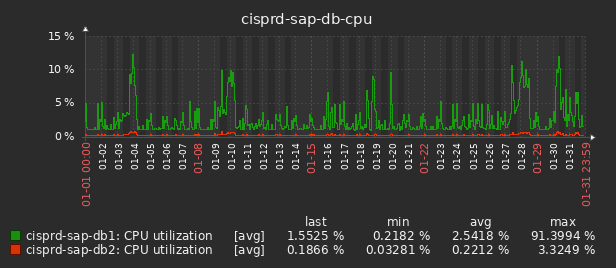 cisprd-sap-db-cpu
15 %
10 %
5 %
0 %
01-01 00:00 01-02 01-03 01-04 01-05 01-06 01-07 01-08 01-09 01-10 01-11 01-12 01-13 01-14 01-15 01-16 01-17 01-18 01-19 01-20 01-21 01-22 01-23 01-24 01-25 01-26 01-27 01-28 01-29 01-30 01-31 01-31 23:59
last min avg max
cisprd-sap-db1: CPU utilization [avg] 1.5525 % 0.2182 % 2.5418 % 91.3994 %
cisprd-sap-db2: CPU utilization [avg] 0.1866 % 0.03281 % 0.2212 % 3.3249 %